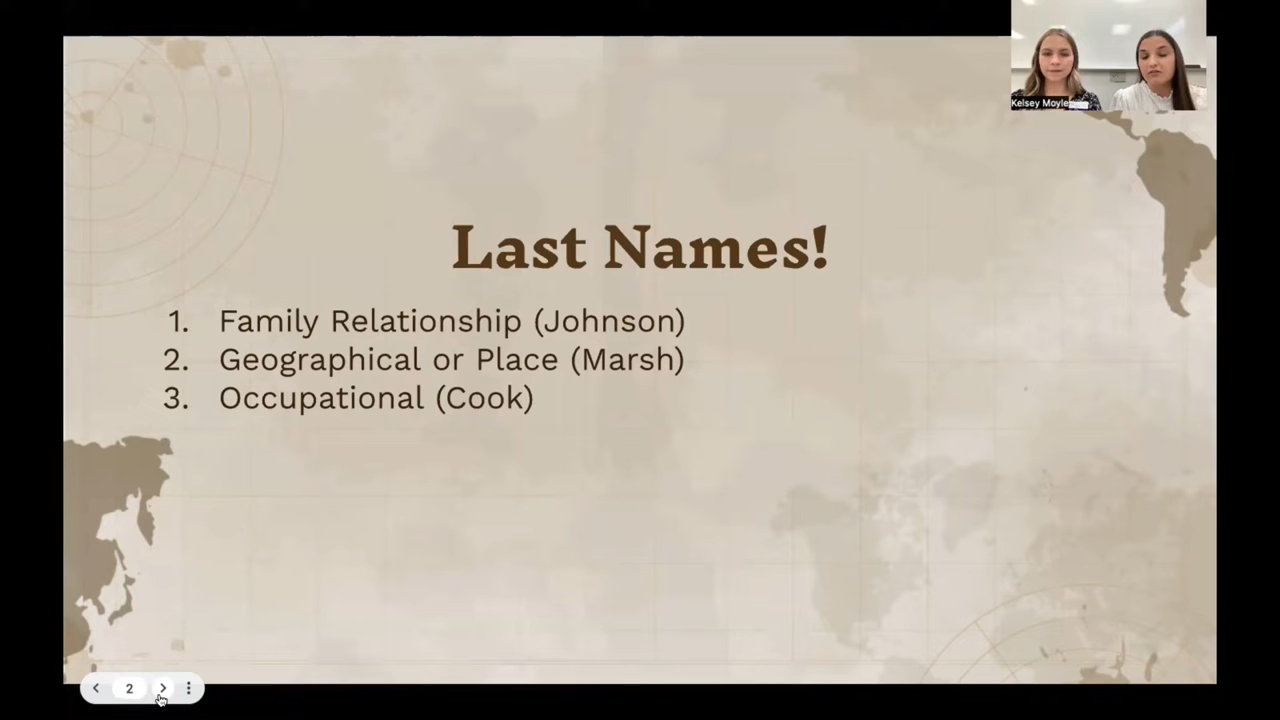 Kelsey Moyle
Last Names!
1. Family Relationship (Johnson)
2. Geographical or Place (Marsh)
3. Occupational (Cook)
2